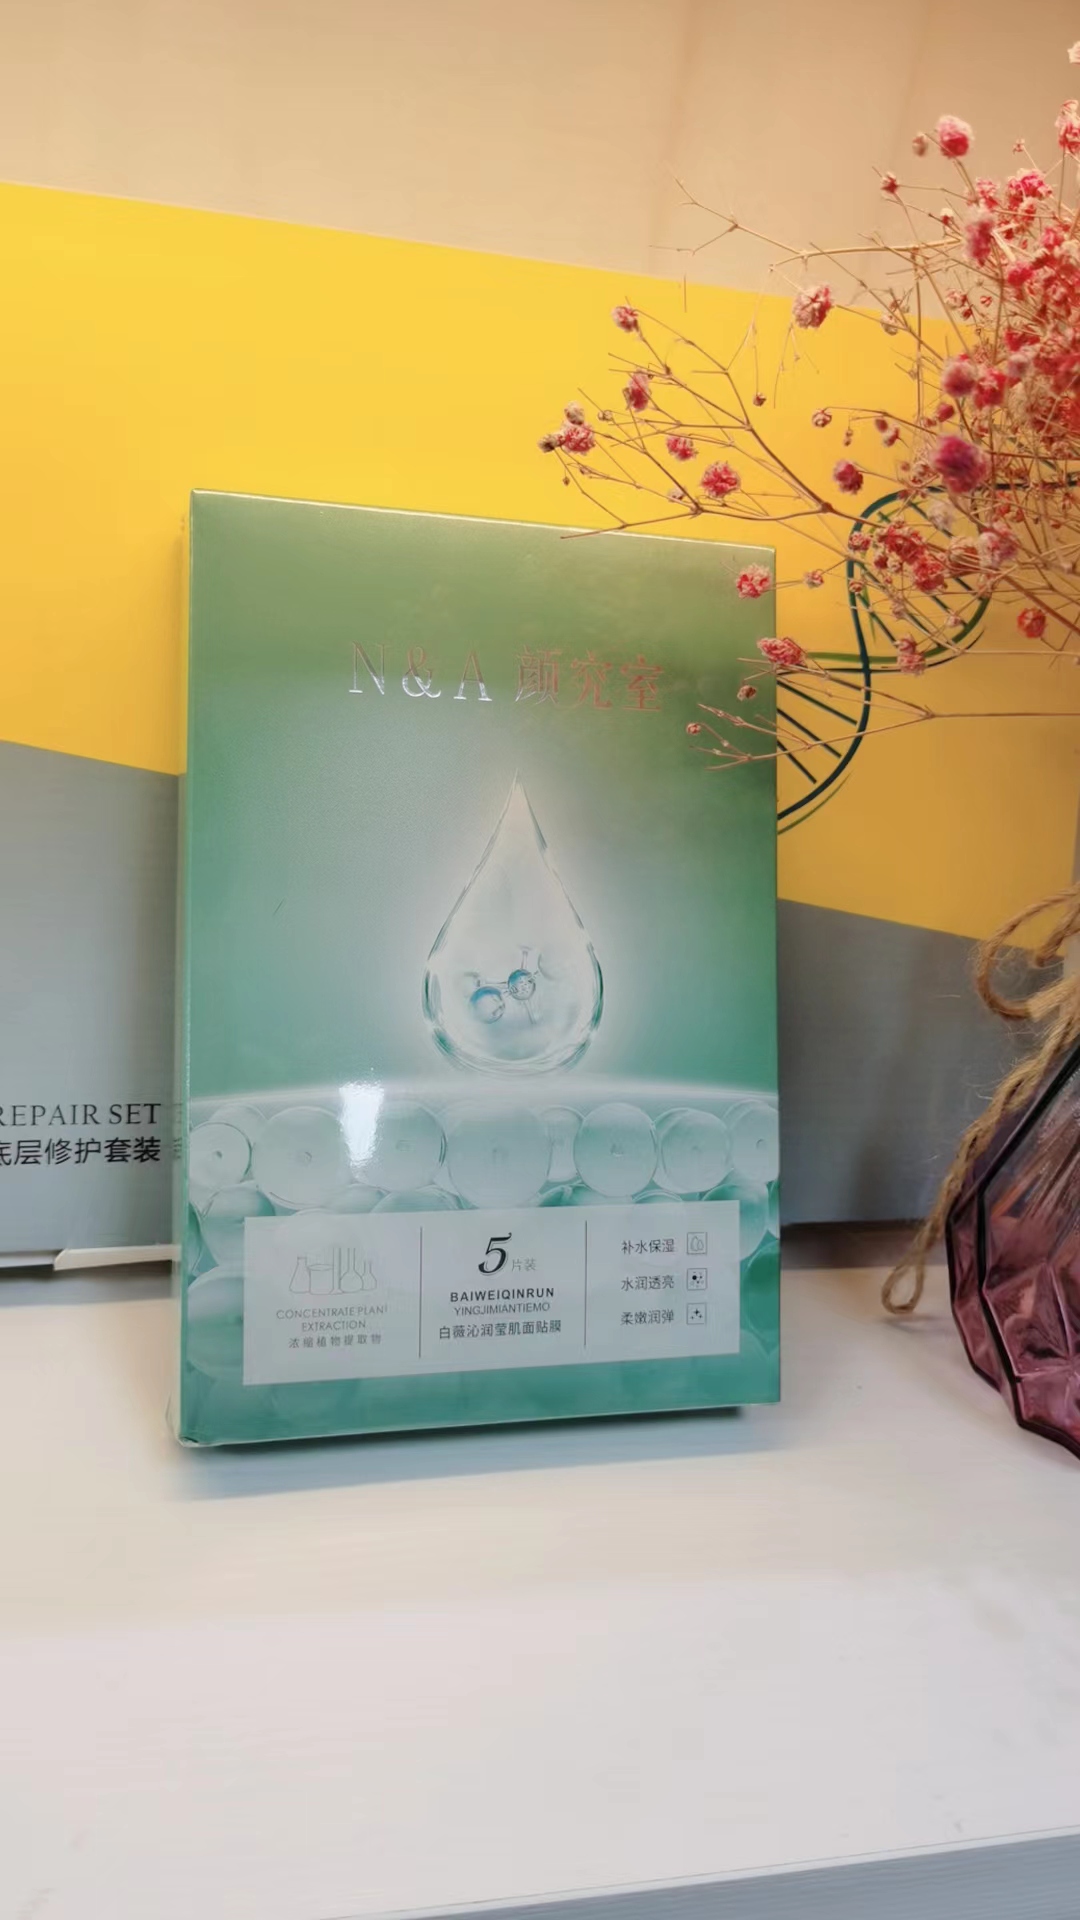 N&A 颜究室
REPAIR SET
底层修护套装
CONCENTRATE PLANT
EXTRACTION
浓缩植物提取物
5片装
BAIWEIQINRUN
YINGJIMIANTIEMO
白薇沁润莹肌面贴膜
补水保湿
水润透亮
柔嫩润弹